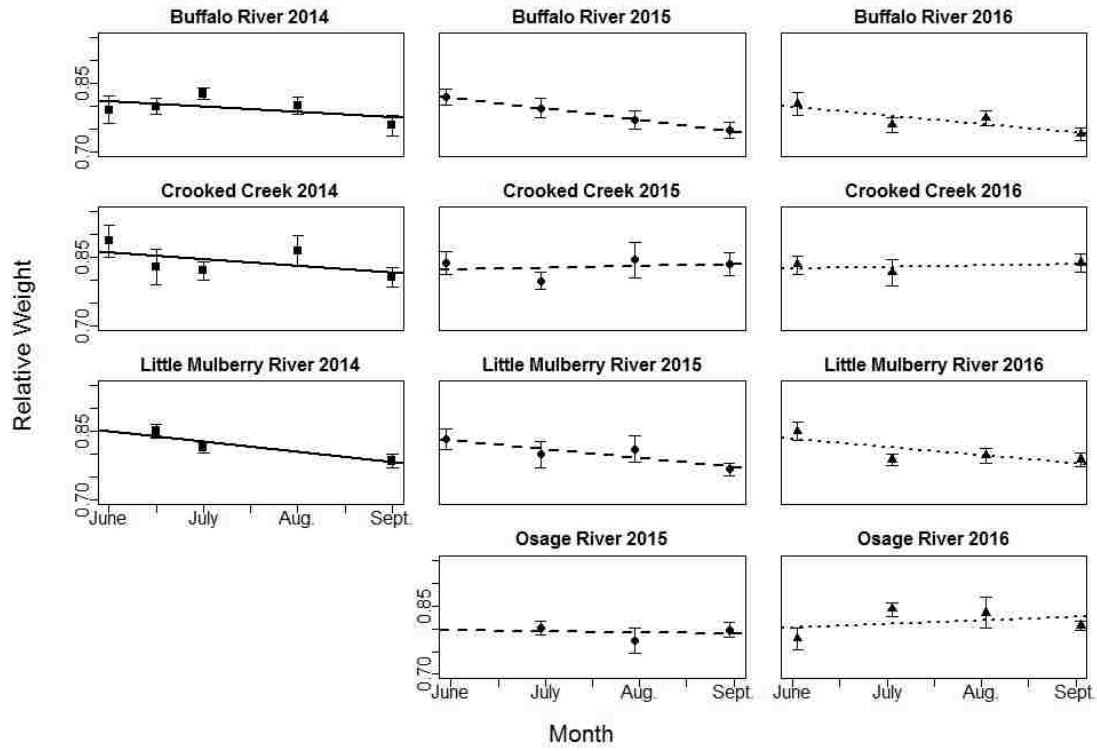 Buffalo River 2014
Buffalo River 2015
Buffalo River 2016
0.85
0.70
Crooked Creek 2014
Crooked Creek 2015
Crooked Creek 2016
0.85
0.70
Relative Weight
Little Mulberry River 2014
Little Mulberry River 2015
Little Mulberry River 2016
0.85
0.70
June July Aug. Sept.
Osage River 2015
Osage River 2016
0.85
0.70
June July Aug. Sept.
June July Aug. Sept.
Month